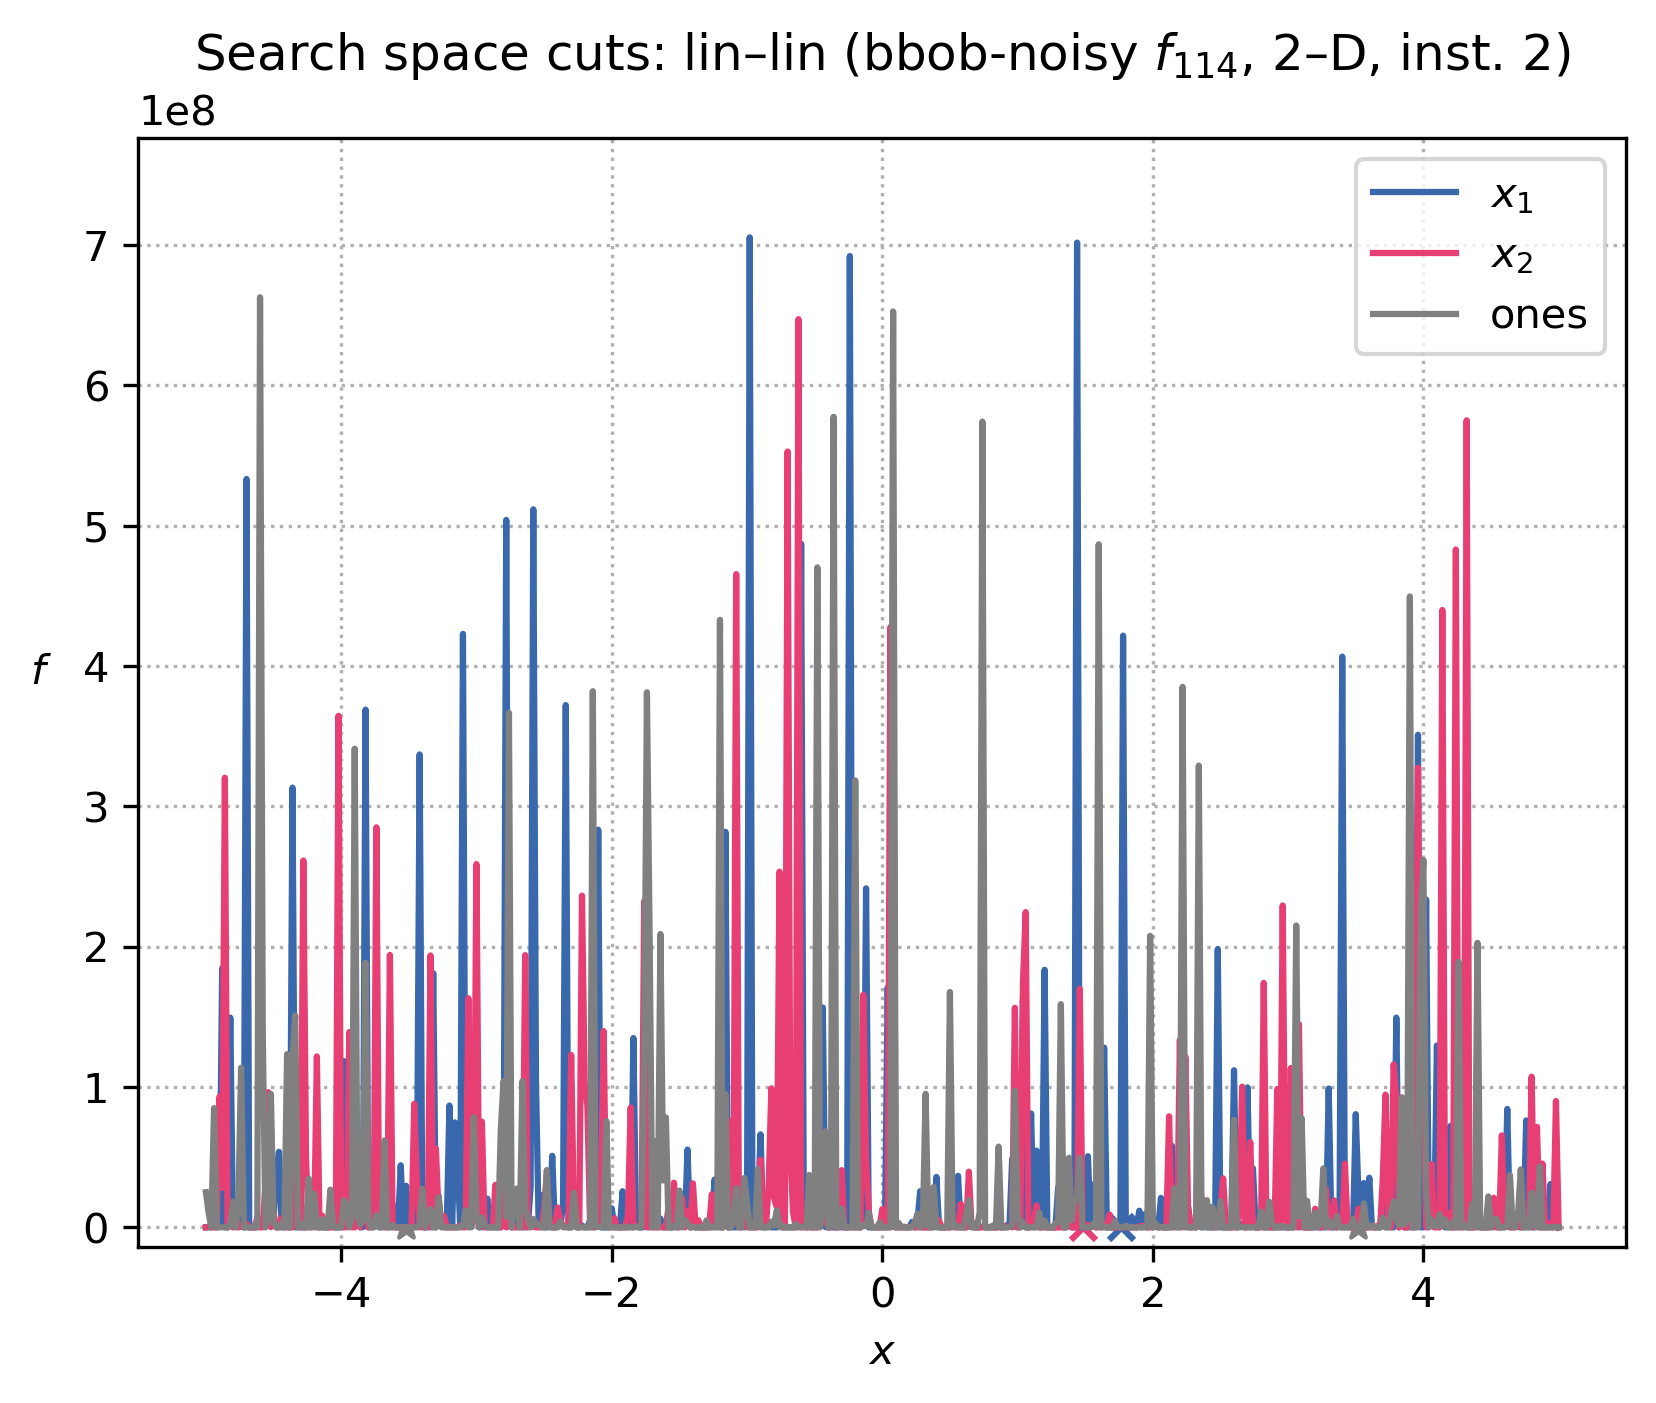 Search space cuts: lin–lin (bbob-noisy f₁₁₄, 2–D, inst. 2)
1e8
x₁
x₂
ones
7
6
5
4
3
2
1
0
f
−4
−2
0
2
4
x